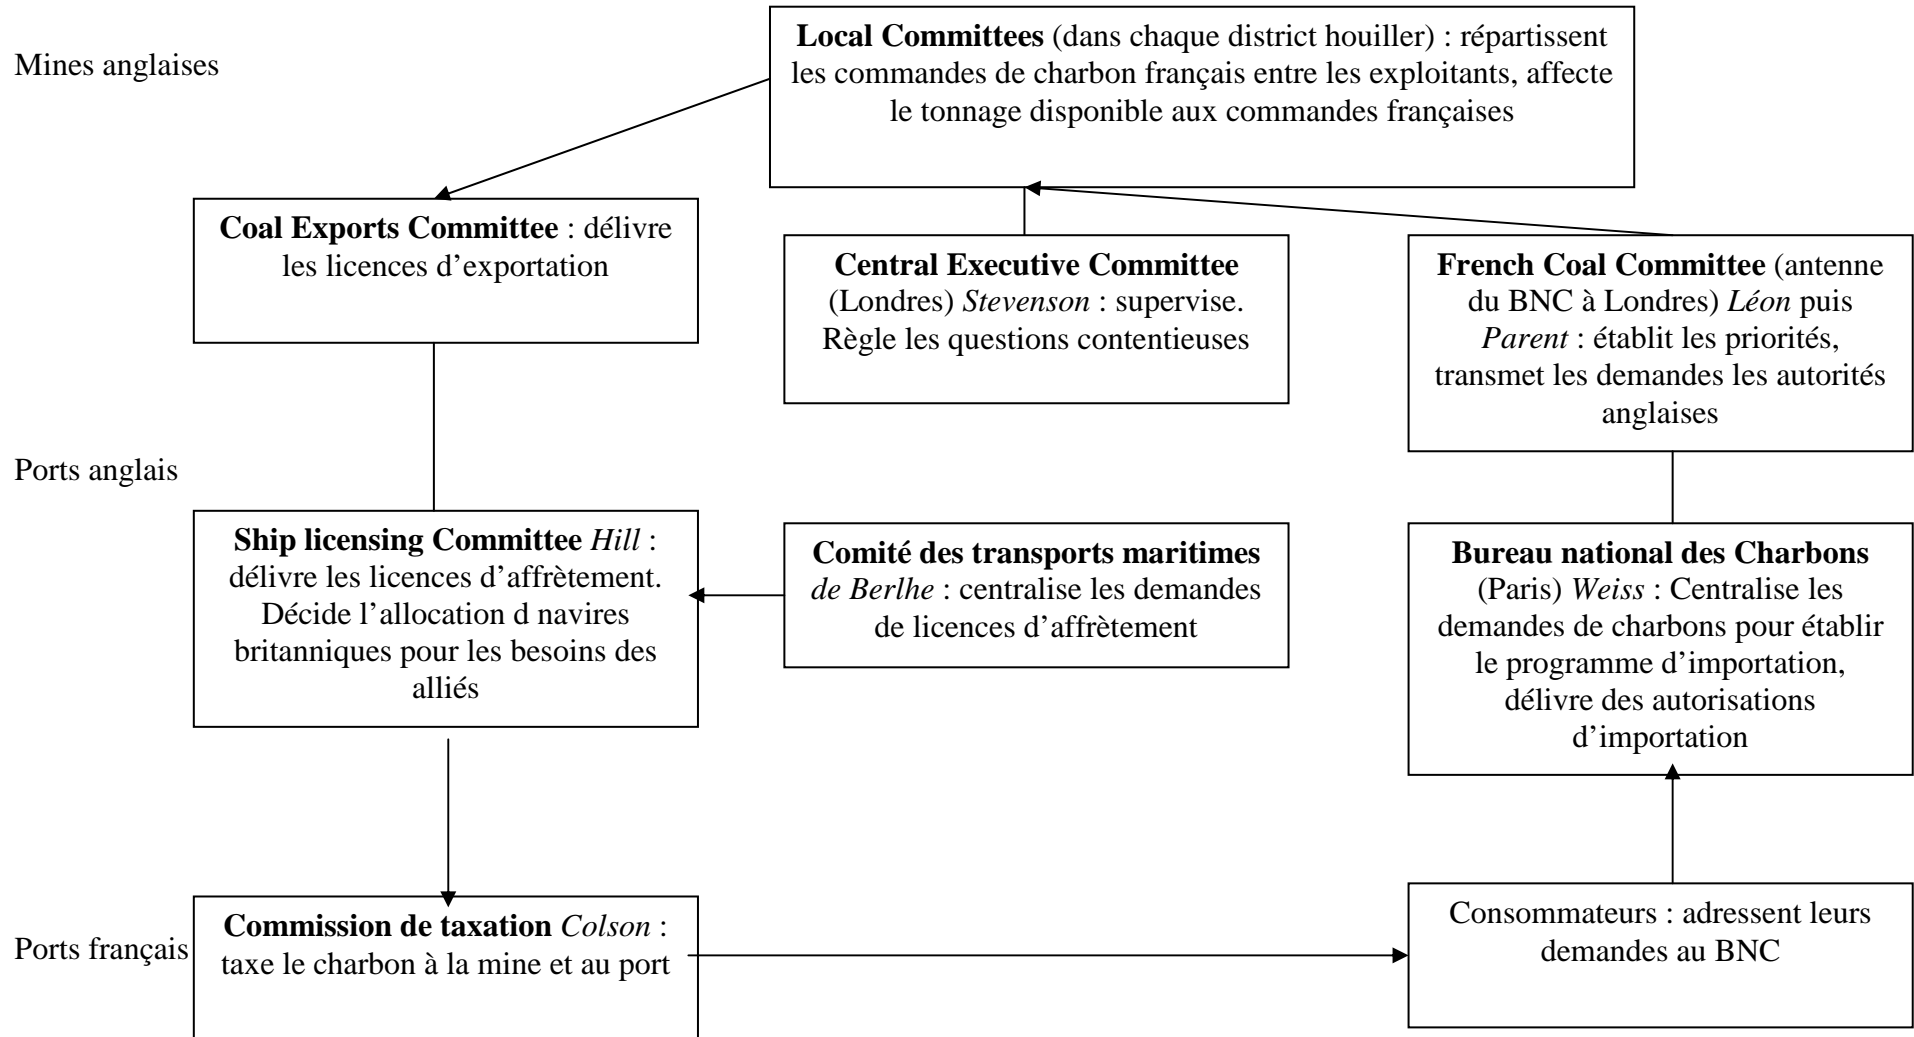 Mines anglaises
Local Committees (dans chaque district houiller) : répartissent
les commandes de charbon français entre les exploitants, affecte
le tonnage disponible aux commandes françaises
Coal Exports Committee : délivre
les licences d’exportation
Central Executive Committee
(Londres) Stevenson : supervise.
Règle les questions contentieuses
French Coal Committee (antenne
du BNC à Londres) Léon puis
Parent : établit les priorités,
transmet les demandes les autorités
anglaises
Ports anglais
Ship licensing Committee Hill :
délivre les licences d’affrètement.
Décide l’allocation d navires
britanniques pour les besoins des
alliés
Comité des transports maritimes
de Berlhe : centralise les demandes
de licences d’affrètement
Bureau national des Charbons
(Paris) Weiss : Centralise les
demandes de charbons pour établir
le programme d’importation,
délivre des autorisations
d’importation
Ports français
Commission de taxation Colson :
taxe le charbon à la mine et au port
Consommateurs : adressent leurs
demandes au BNC